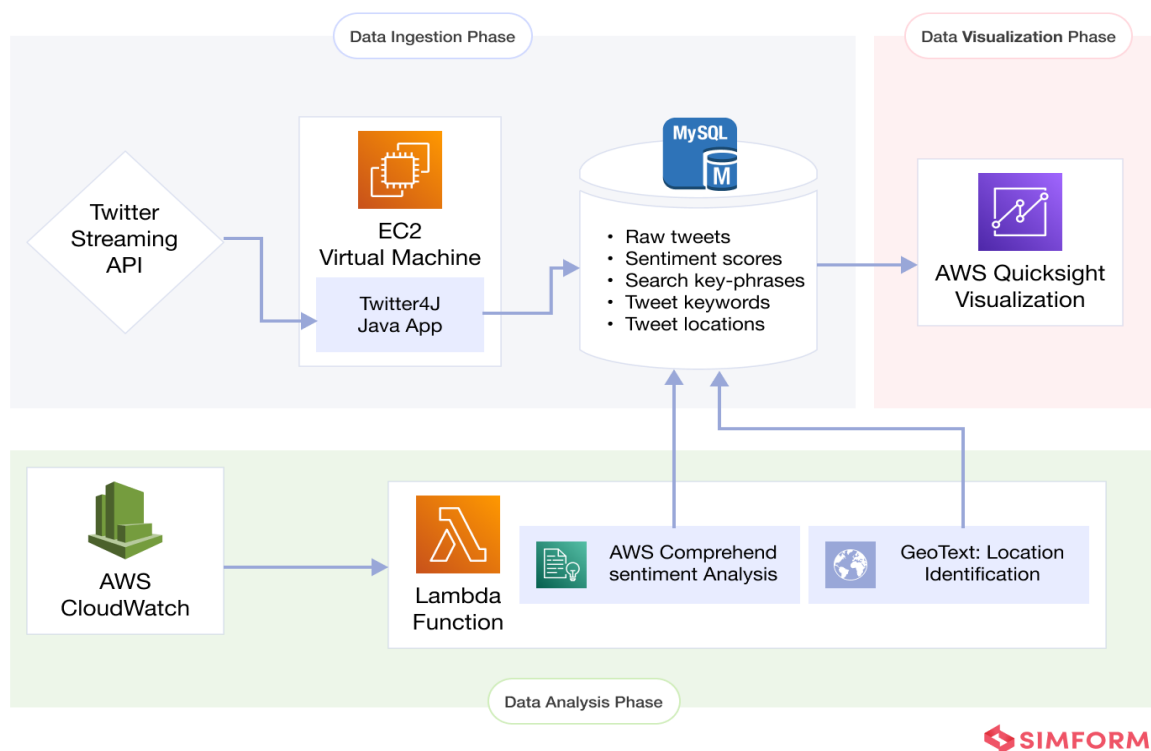 Data Ingestion Phase
Data Visualization Phase
Twitter
Streaming
API
EC2
Virtual Machine
Twitter4J
Java App
MySQL
M
• Raw tweets
• Sentiment scores
• Search key-phrases
• Tweet keywords
• Tweet locations
AWS Quicksight
Visualization
AWS
CloudWatch
Lambda
Function
AWS Comprehend
sentiment Analysis
GeoText: Location
Identification
Data Analysis Phase
SIMFORM